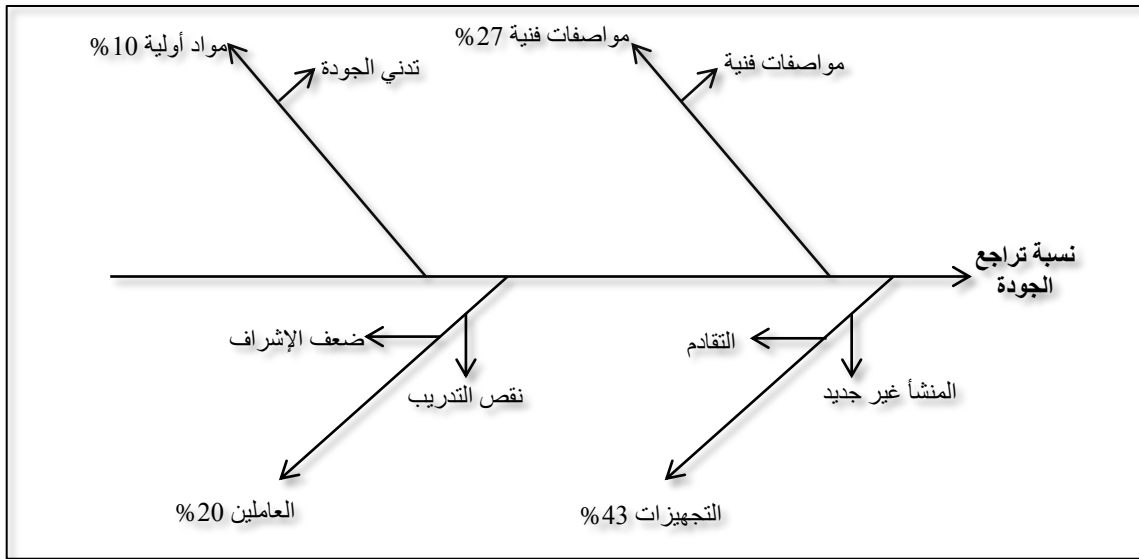 مواصفات فنية 27%
مواد أولية 10%
مواصفات فنية
تدني الجودة
نسبة تراجع
الجودة
التقادم
ضعف الإشراف
المنشأ غير جديد
نقص التدريب
التجهيزات 43%
العاملين 20%